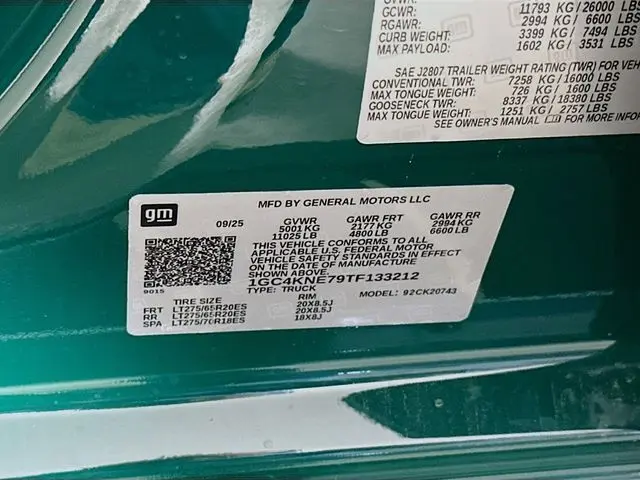 GCWR: 11793 KG/26000 LBS
RGAWR: 2994 KG/ 6600 LBS
CURB WEIGHT: 3399 KG/ 7494 LBS
MAX PAYLOAD: 1602 KG/ 3531 LBS
SAE J2807 TRAILER WEIGHT RATING (TWR) FOR VEH
CONVENTIONAL TWR: 7258 KG/16000 LBS
MAX TONGUE WEIGHT: 726 KG/ 1600 LBS
GOOSENECK TWR: 8337 KG/18380 LBS
MAX TONGUE WEIGHT: 1251 KG/ 2757 LBS
SEE OWNER'S MANUAL FOR MORE INFOR
gm
MFD BY GENERAL MOTORS LLC
09/25 GVWR GAWR FRT GAWR RR
5001 KG 2177 KG 2994 KG
11025 LB 4800 LB 6600 LB
THIS VEHICLE CONFORMS TO ALL
APPLICABLE U.S. FEDERAL MOTOR
VEHICLE SAFETY STANDARDS IN EFFECT
ON THE DATE OF MANUFACTURE
SHOWN ABOVE.
1GC4KNE79TF133212
9015
TYPE: TRUCK MODEL: 92CK20743
TIRE SIZE RIM
FRT LT275/65R20ES 20X8.5J
RR LT275/65R20ES 20X8.5J
SPA LT275/70R18ES 18X8J